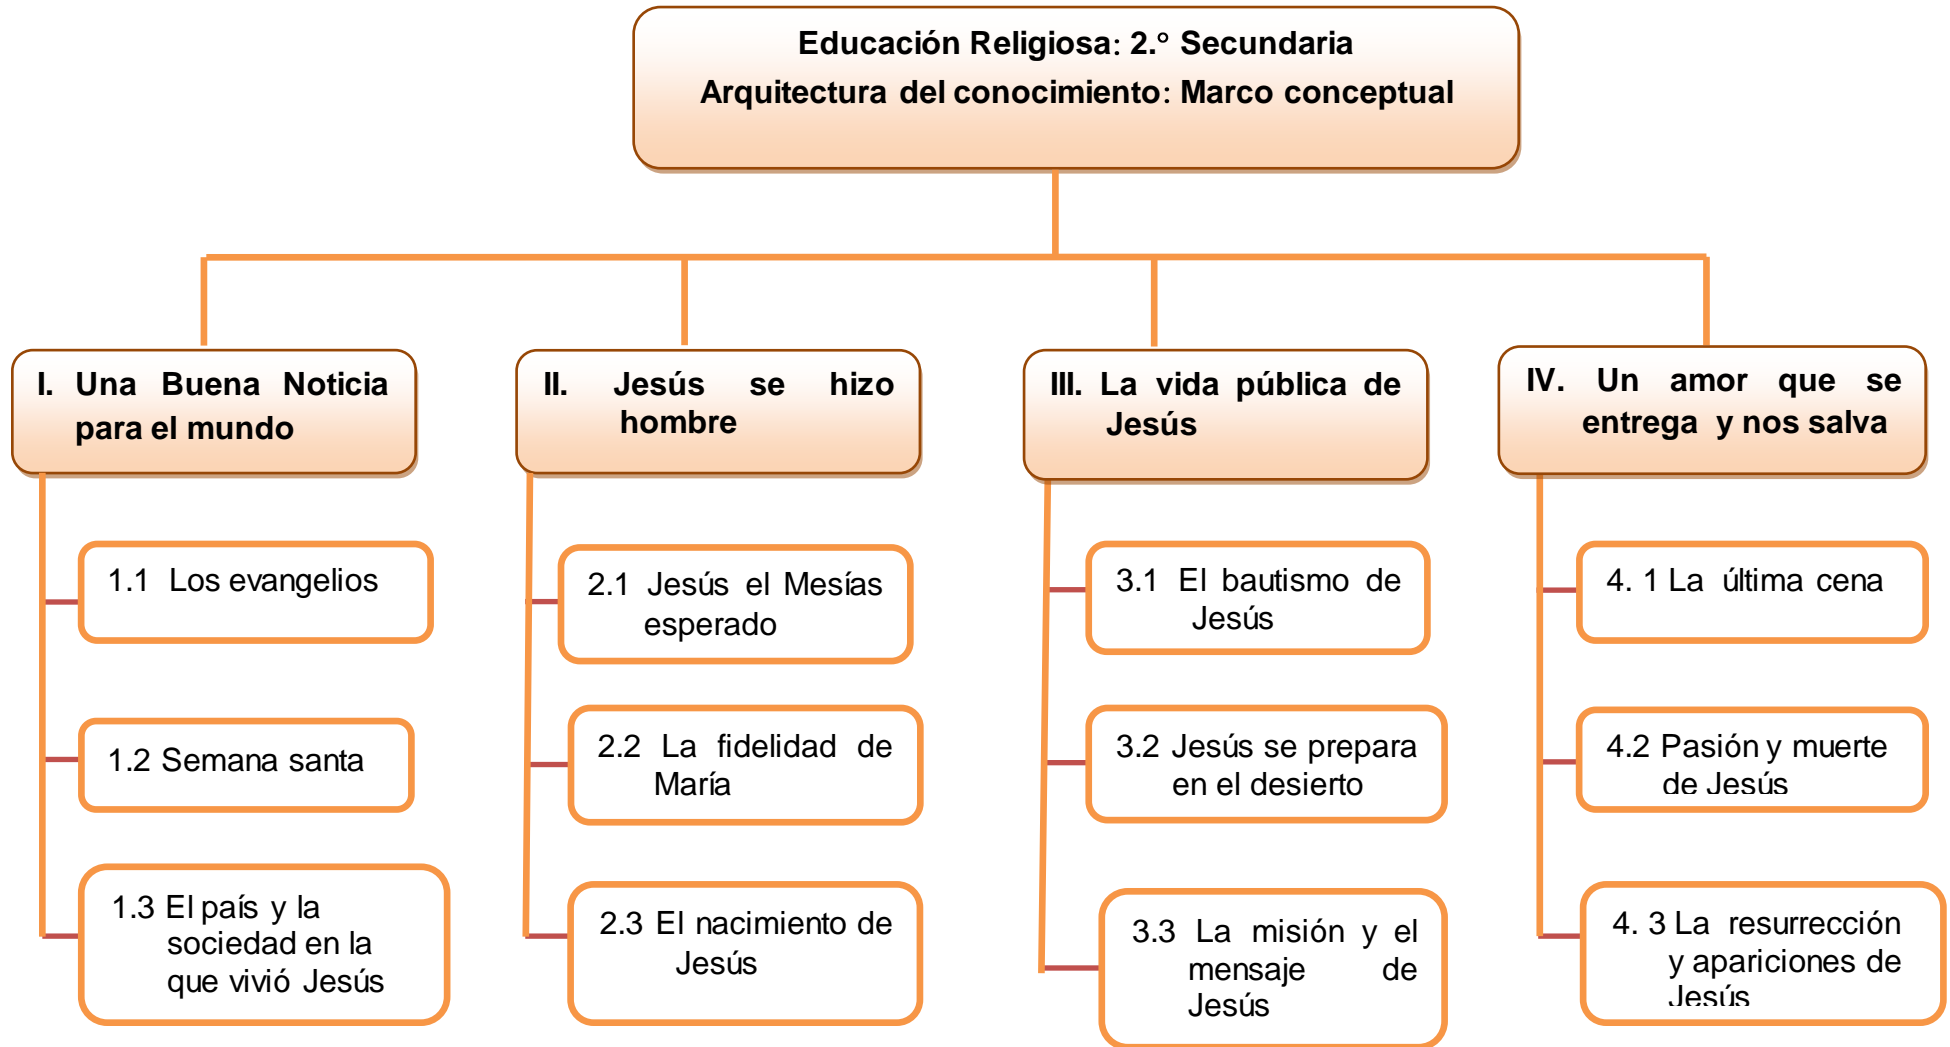 Educación Religiosa: 2.° Secundaria
Arquitectura del conocimiento: Marco conceptual
I. Una Buena Noticia
para el mundo
II. Jesús se hizo
hombre
III. La vida pública de
Jesús
IV. Un amor que se
entrega y nos salva
1.1 Los evangelios
1.2 Semana santa
1.3 El país y la
sociedad en la
que vivió Jesús
2.1 Jesús el Mesías
esperado
2.2 La fidelidad de
María
2.3 El nacimiento de
Jesús
3.1 El bautismo de
Jesús
3.2 Jesús se prepara
en el desierto
3.3 La misión y el
mensaje de
Jesús
4. 1 La última cena
4.2 Pasión y muerte
de Jesús
4. 3 La resurrección
y apariciones de
Jesús